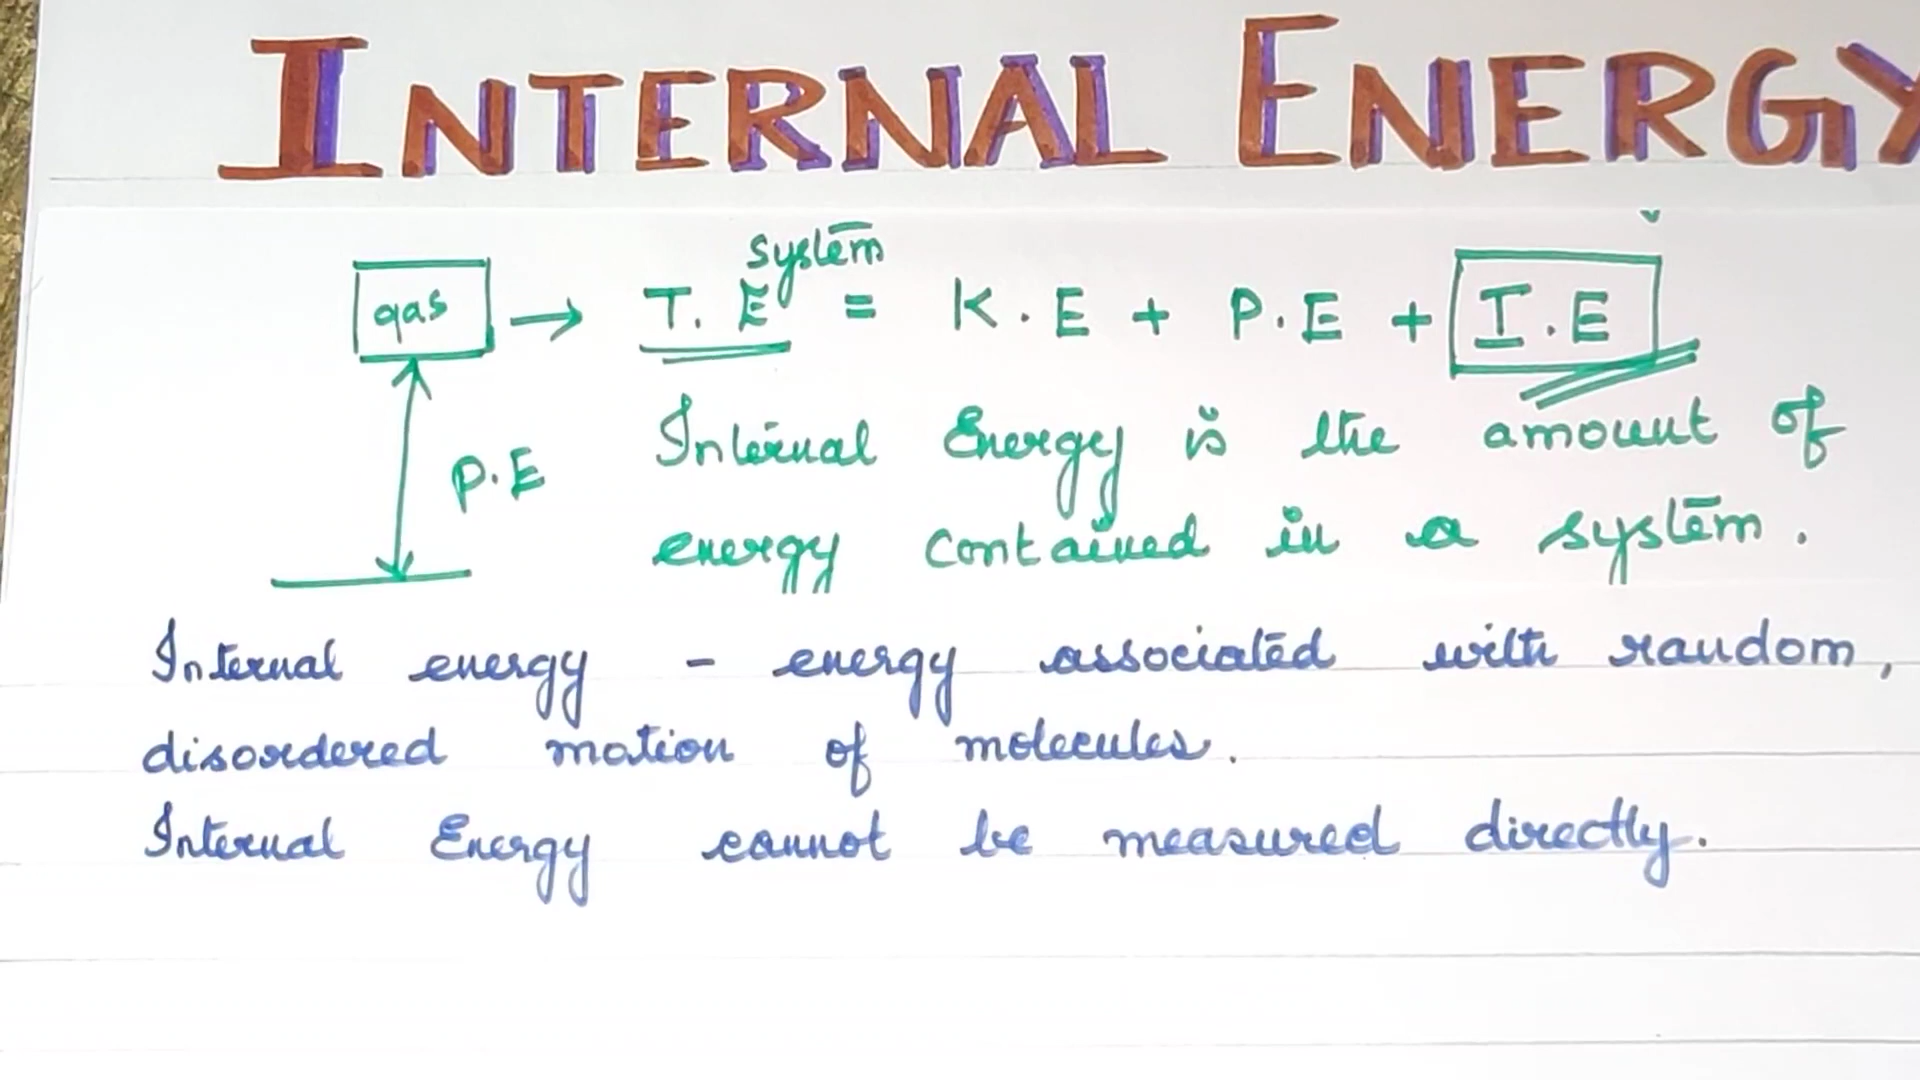 INTERNAL ENERGY
gas → T. E system = K.E + P.E + I.E
P.E
Internal Energy is the amount of
energy contained in a system.
Internal energy - energy associated with random,
disordered motion of molecules.
Internal Energy cannot be measured directly.